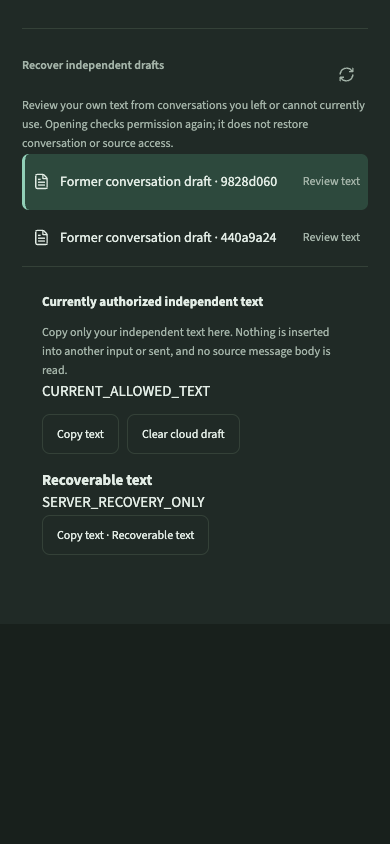 Recover independent drafts
Review your own text from conversations you left or cannot currently
use. Opening checks permission again; it does not restore
conversation or source access.
Former conversation draft · 9828d060 Review text
Former conversation draft · 440a9a24 Review text
Currently authorized independent text
Copy only your independent text here. Nothing is inserted
into another input or sent, and no source message body is
read.
CURRENT_ALLOWED_TEXT
Copy text Clear cloud draft
Recoverable text
SERVER_RECOVERY_ONLY
Copy text · Recoverable text